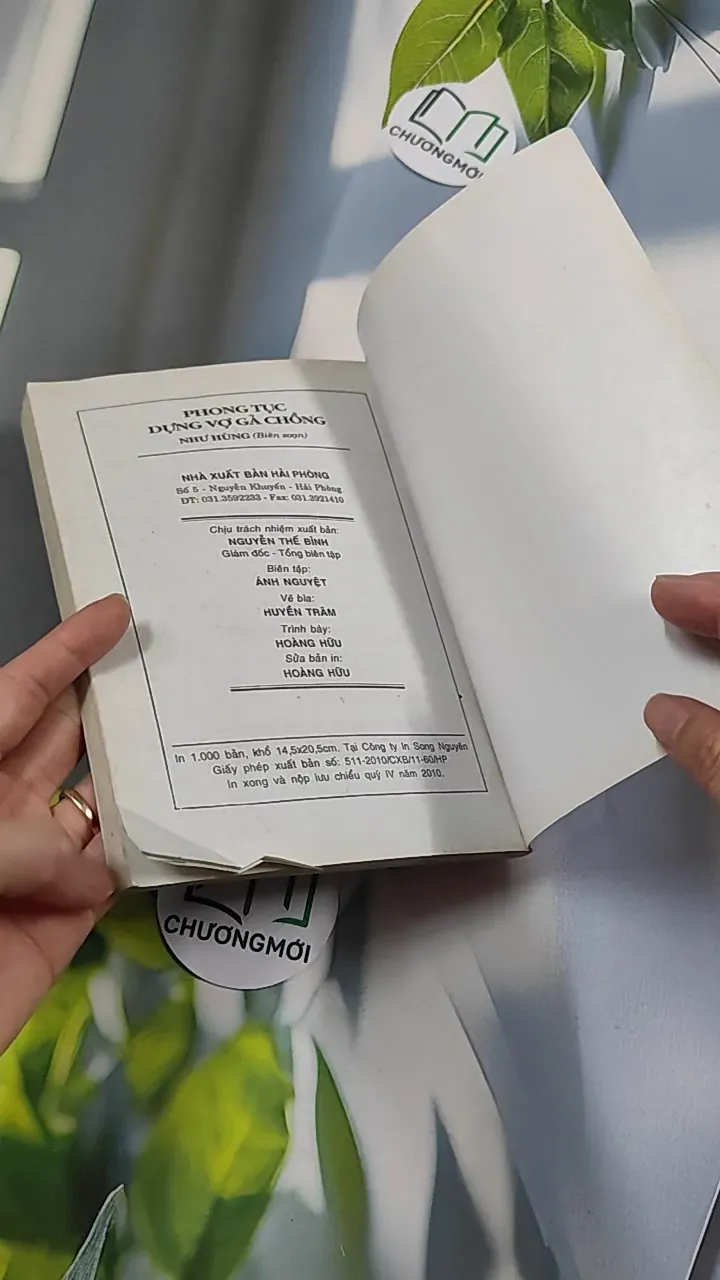 CHƯƠNGMỚI
PHONG TỤC
DỰNG VỢ GẢ CHỒNG
NHƯ HÙNG (Biên soạn)
NHÀ XUẤT BẢN HẢI PHÒNG
Số 5 - Nguyễn Khuyến - Hải Phòng
ĐT: 031.3592233 - Fax: 031.3921410
Chịu trách nhiệm xuất bản:
NGUYỄN THẾ BÌNH
Giám đốc - Tổng biên tập
Biên tập:
ÁNH NGUYỆT
Vẽ bìa:
HUYỀN TRÂM
Trình bày:
HOÀNG HỮU
Sửa bản in:
HOÀNG HỮU
In 1.000 bản, khổ 14,5x20,5cm. Tại Công ty In Song Nguyên
Giấy phép xuất bản số: 511-2010/CXB/11-60/HP
In xong và nộp lưu chiểu quý IV năm 2010.
CHƯƠNGMỚI